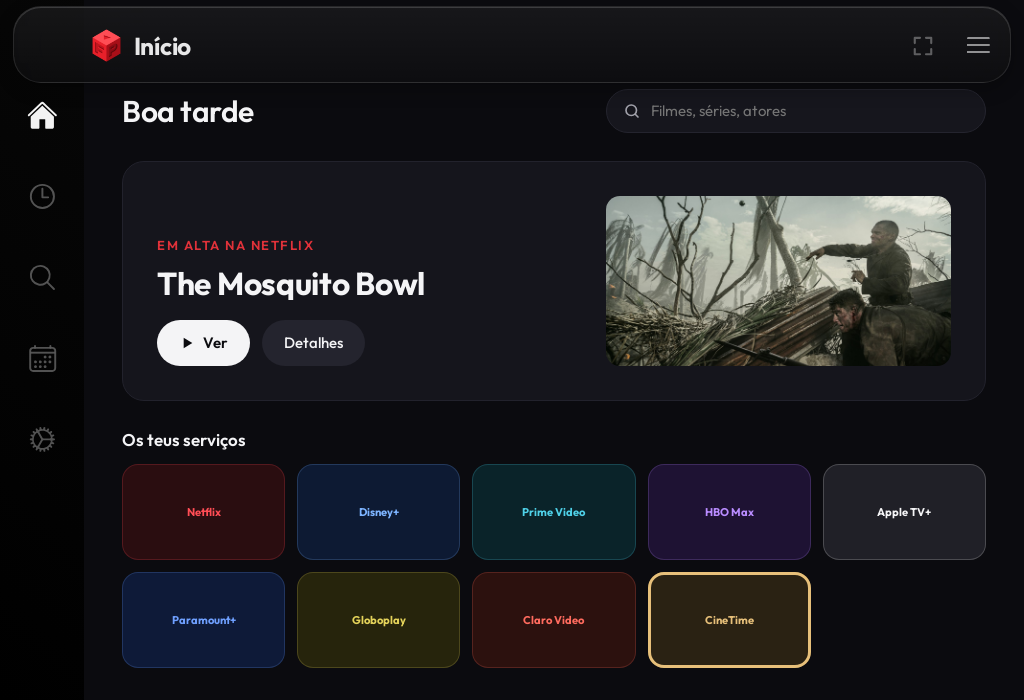 Início
Boa tarde
Filmes, séries, atores
EM ALTA NA NETFLIX
The Mosquito Bowl
Ver
Detalhes
Os teus serviços
Netflix
Disney+
Prime Video
HBO Max
Apple TV+
Paramount+
Globoplay
Claro Video
CineTime